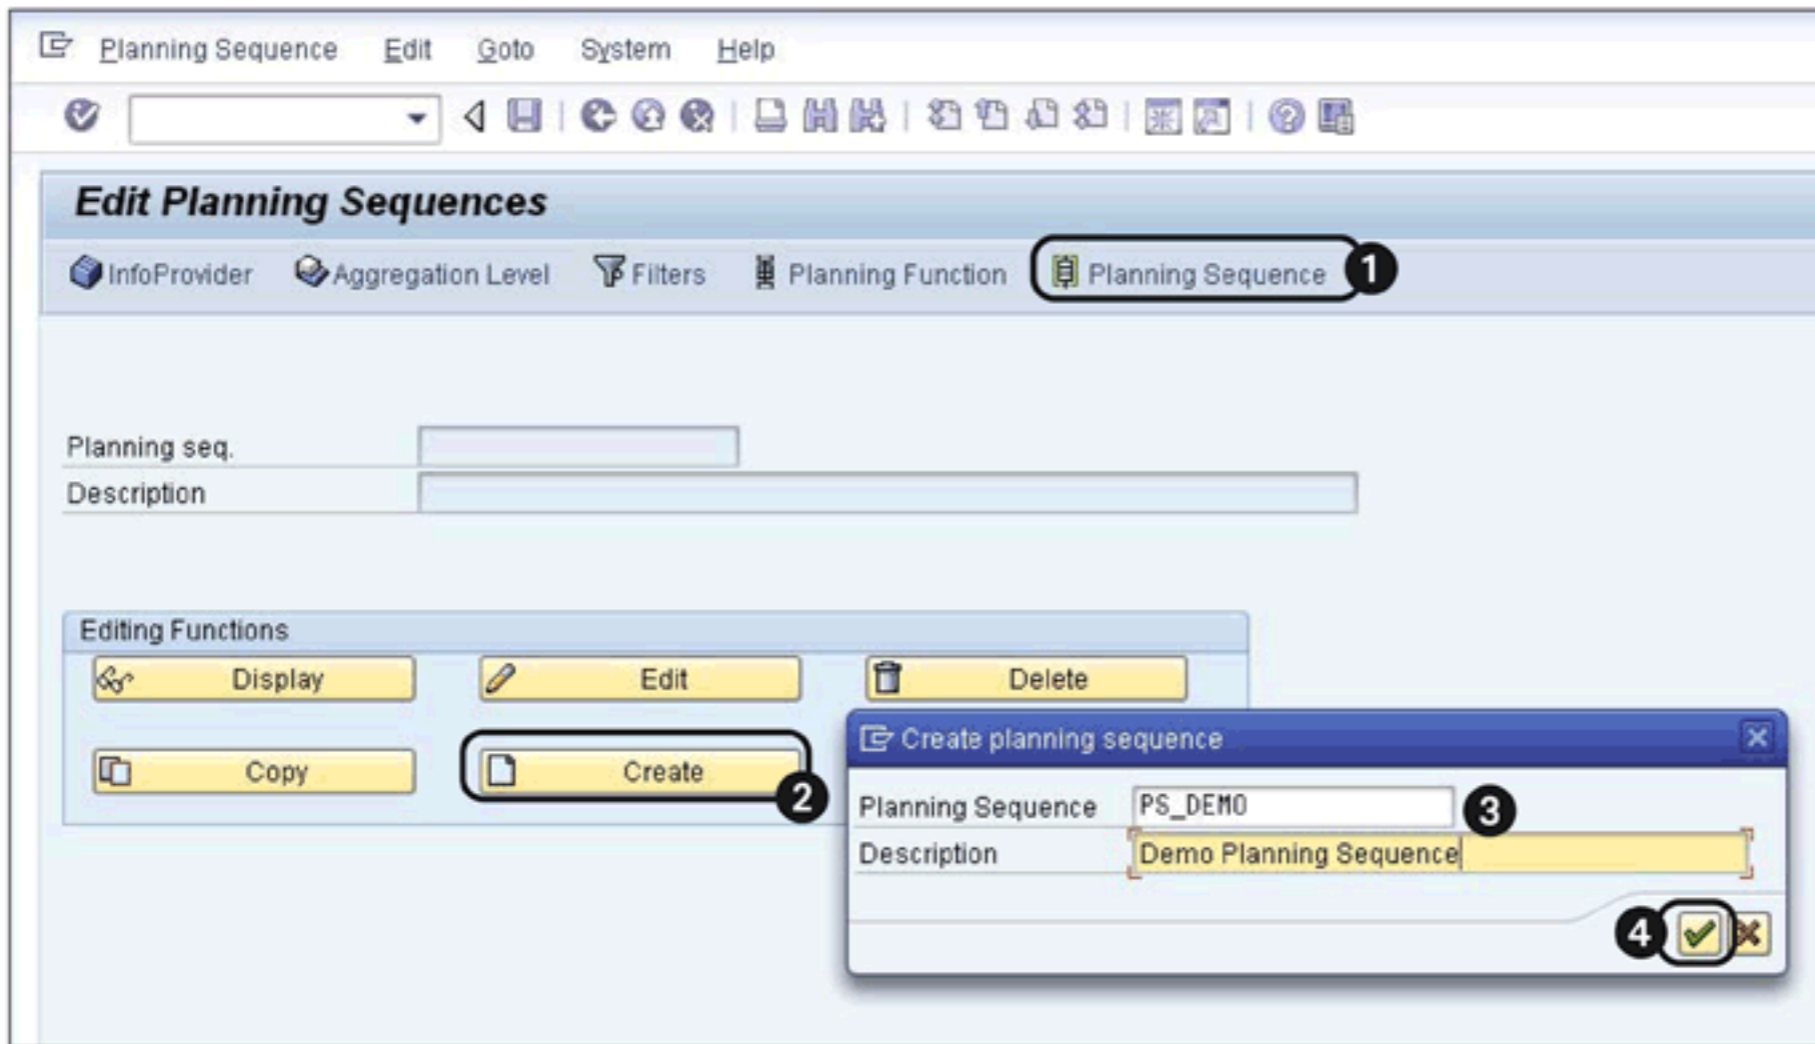 Planning Sequence Edit Goto System Help
Edit Planning Sequences
InfoProvider Aggregation Level Filters Planning Function Planning Sequence 1
Planning seq.
Description
Editing Functions
Display Edit Delete
Copy Create 2
Create planning sequence
Planning Sequence PS_DEMO 3
Description Demo Planning Sequence
4